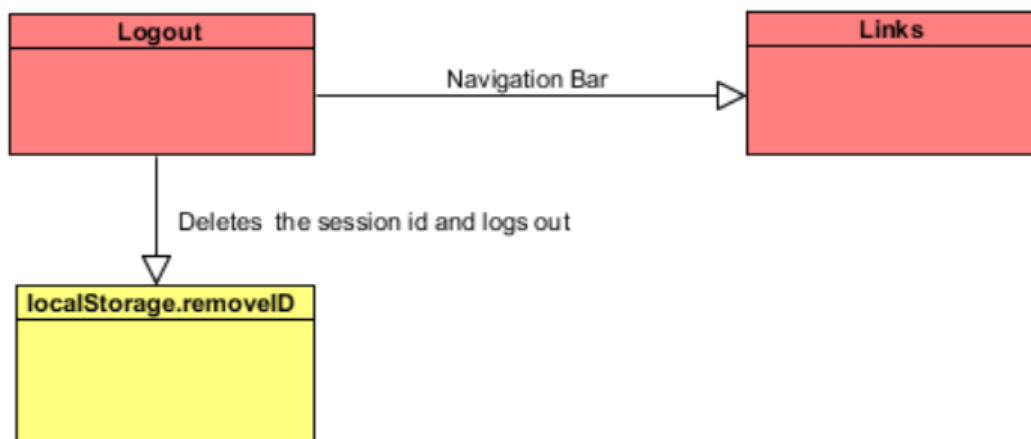 Logout
Links
Navigation Bar
Deletes the session id and logs out
localStorage.removeID